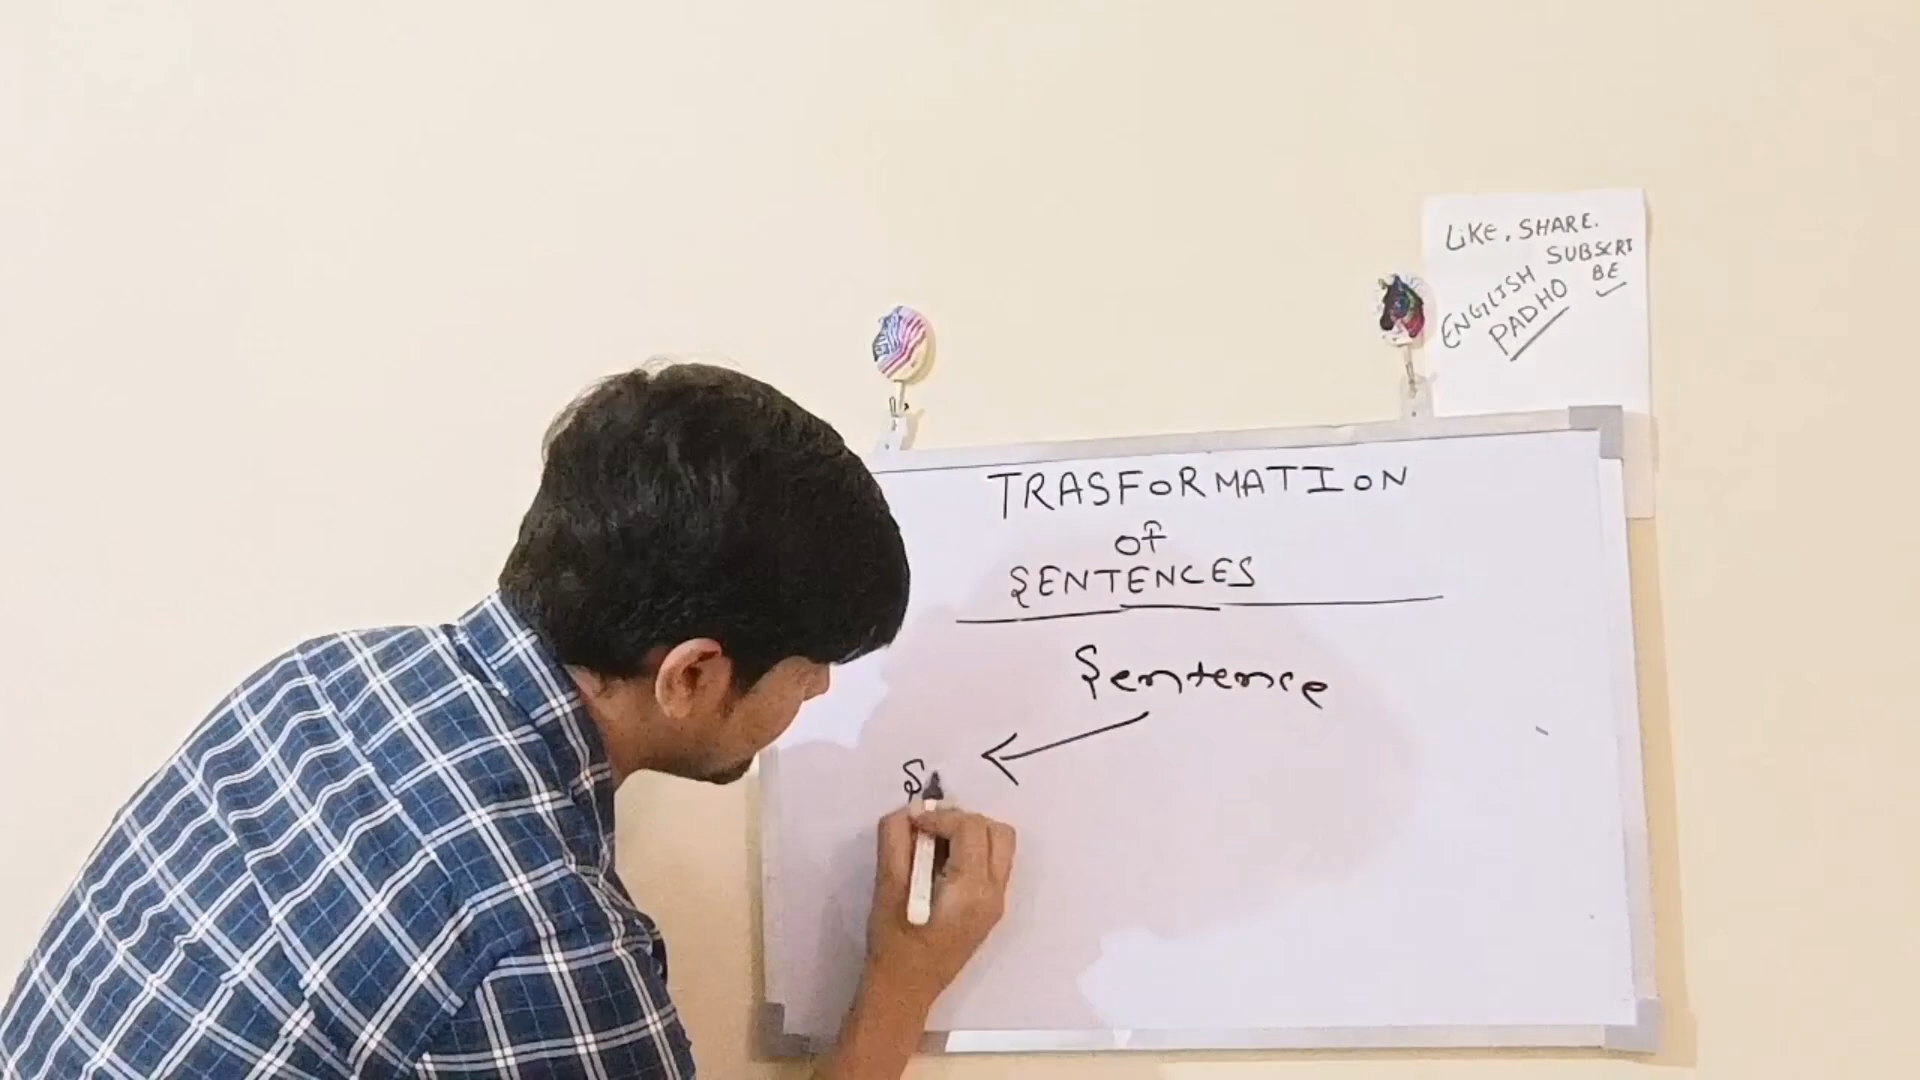 LIKE, SHARE.
SUBSCRI
BE
ENGLISH
PADHO
TRASFORMATION
OF
SENTENCES
Sentence
S